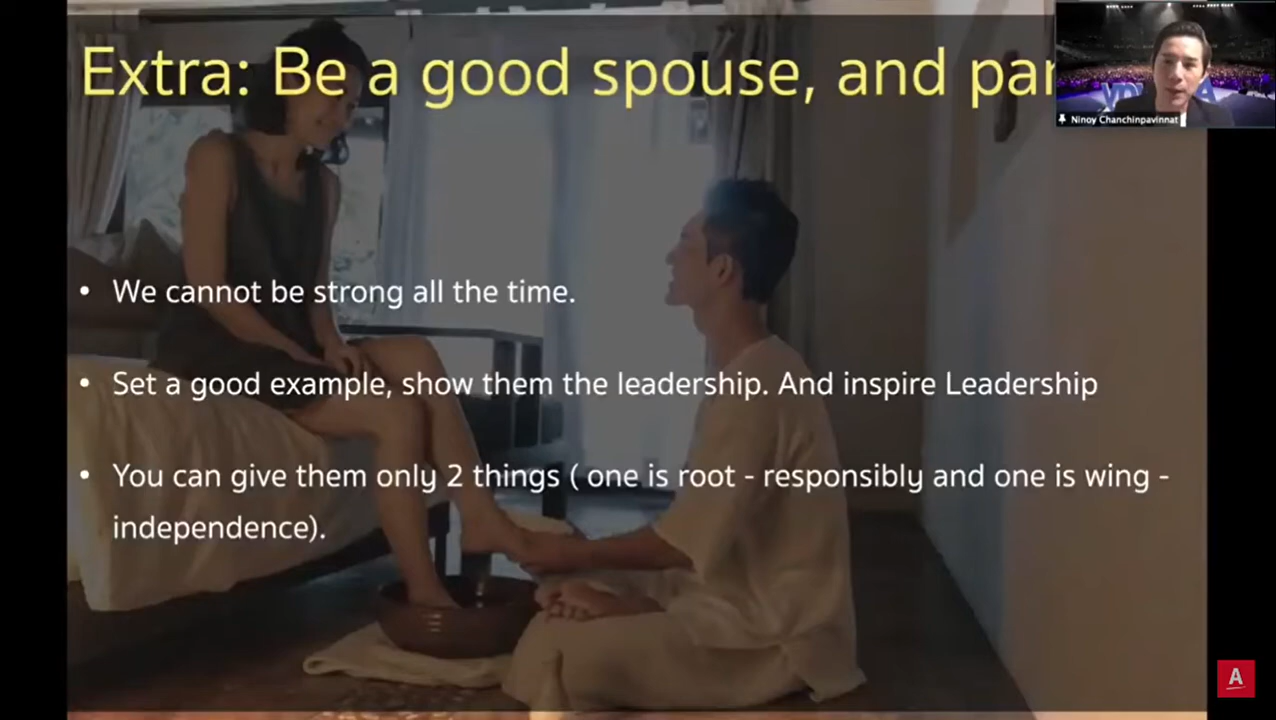 Extra: Be a good spouse, and par
Ninoy Chanchinpavinnat
• We cannot be strong all the time.
• Set a good example, show them the leadership. And inspire Leadership
• You can give them only 2 things ( one is root - responsibly and one is wing -
independence).
A